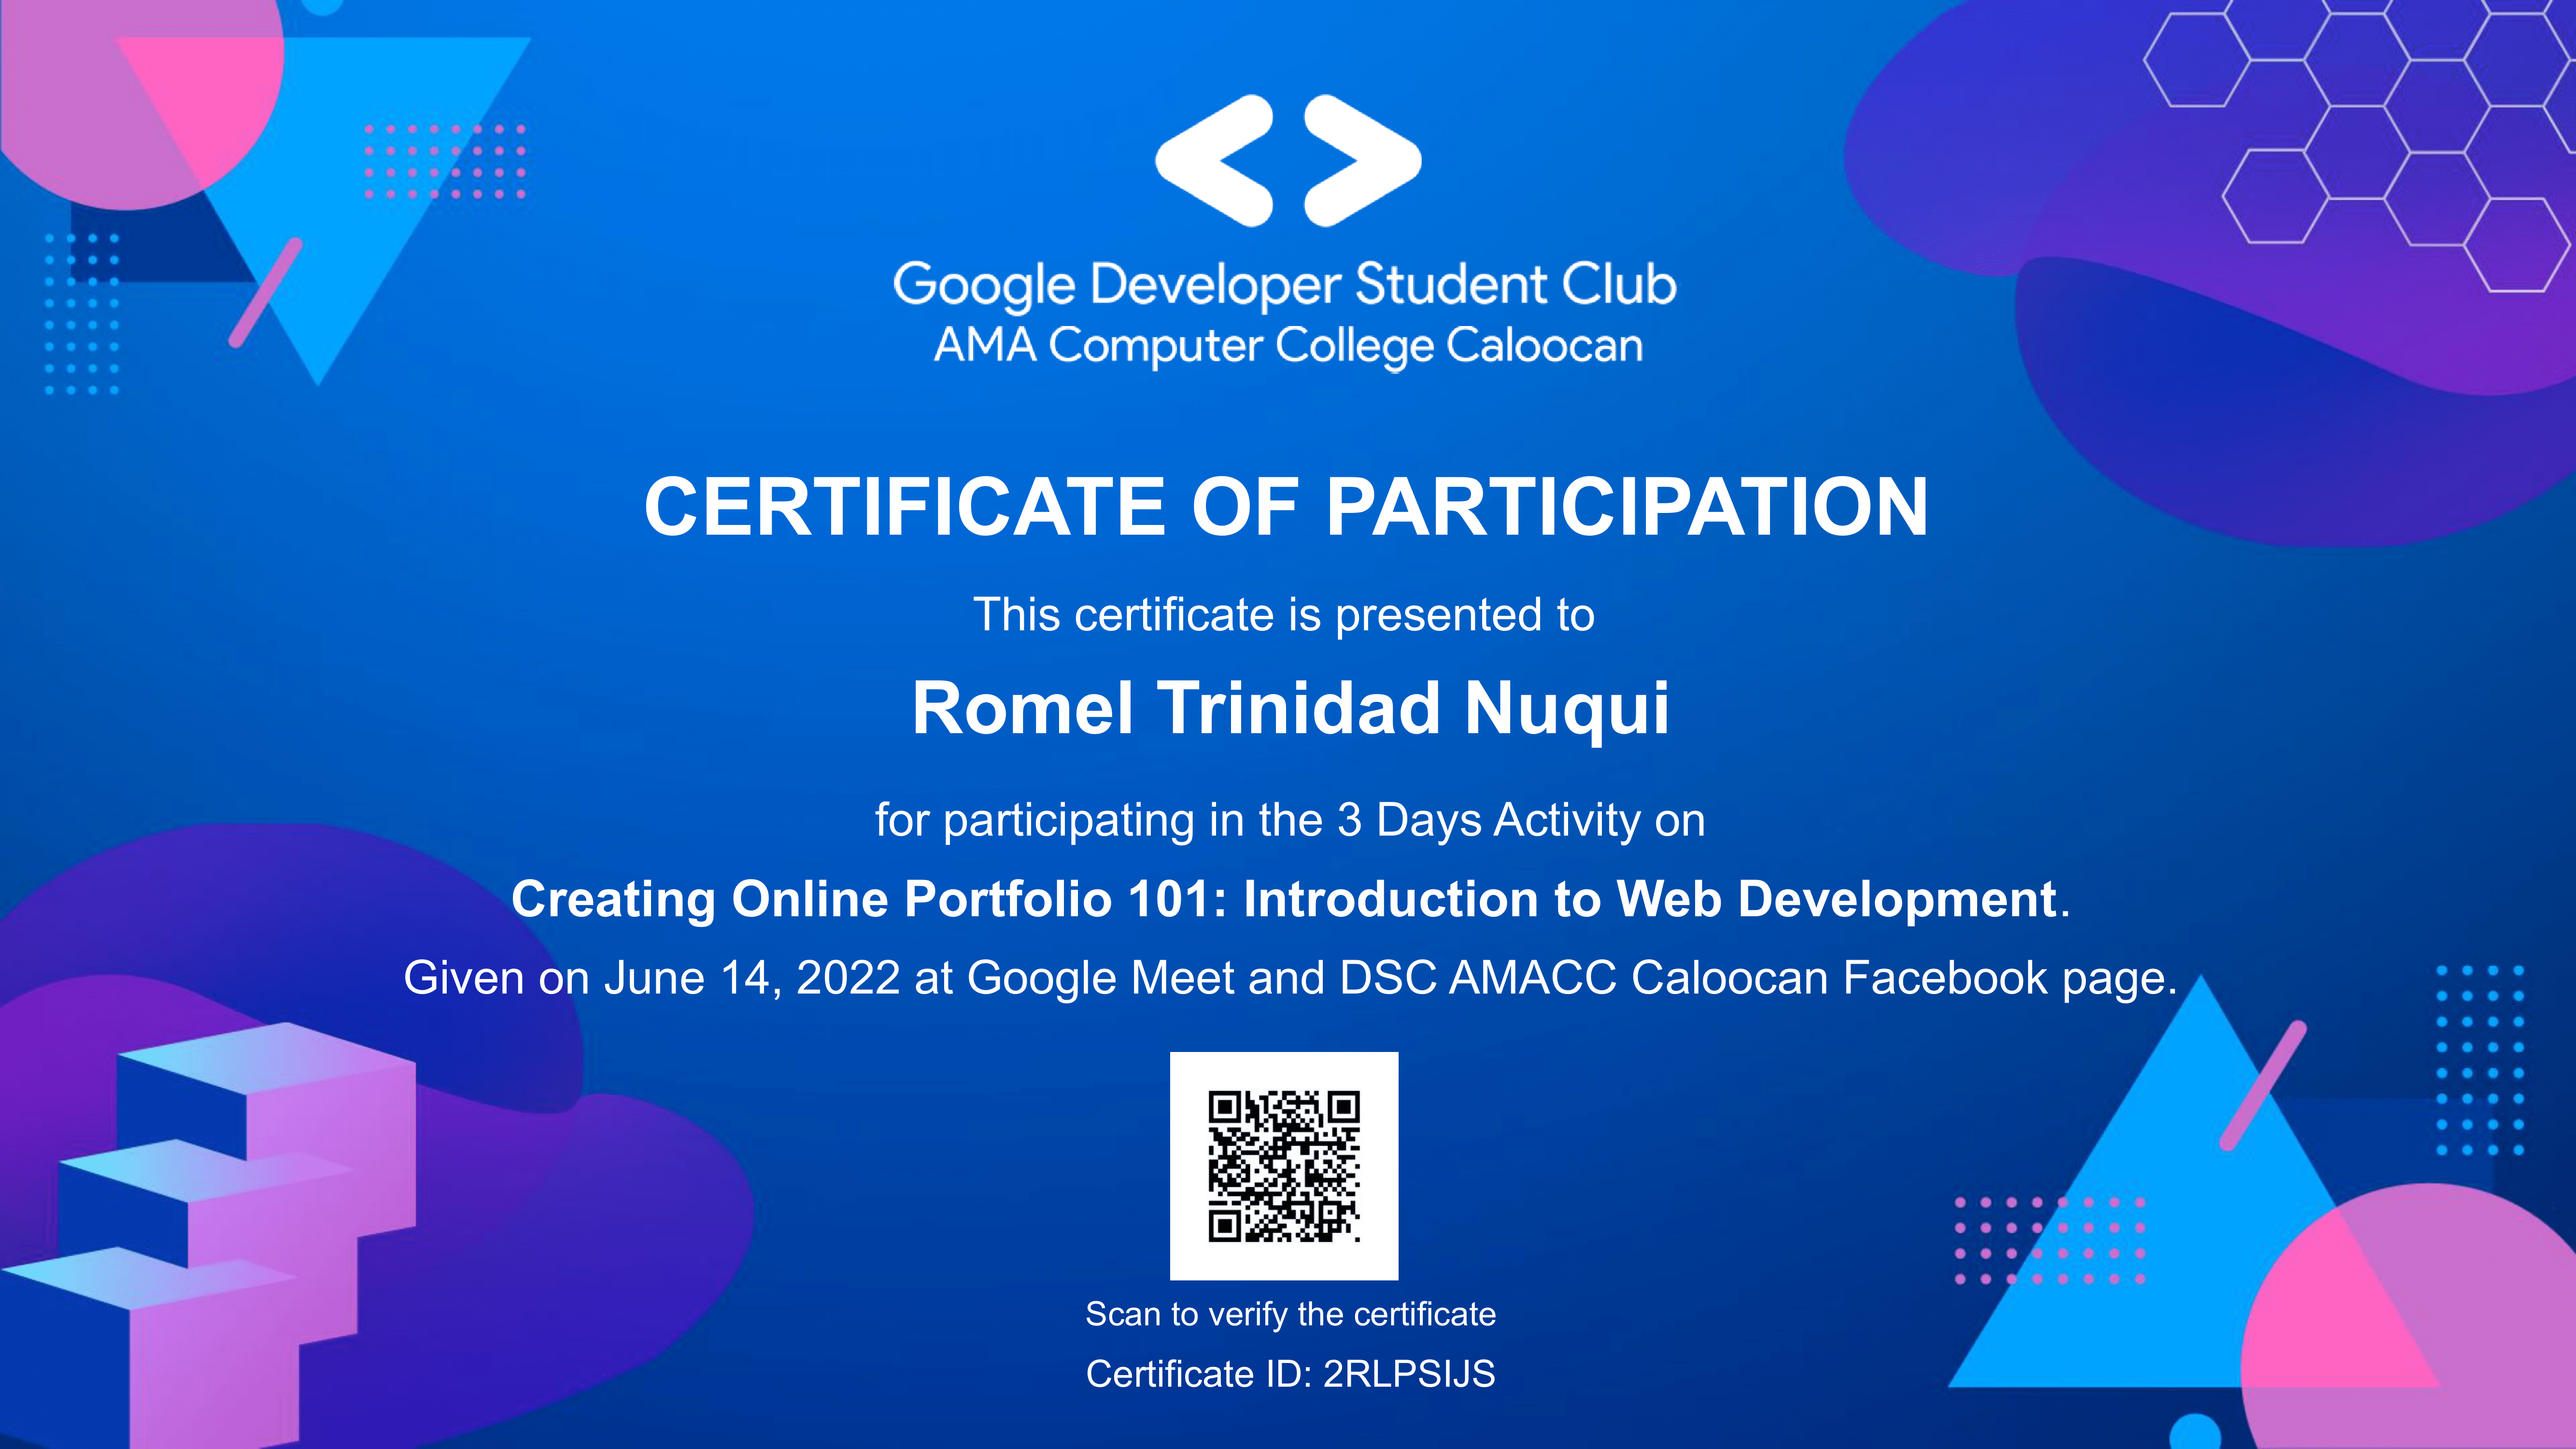 Google Developer Student Club
AMA Computer College Caloocan
CERTIFICATE OF PARTICIPATION
This certificate is presented to
Romel Trinidad Nuqui
for participating in the 3 Days Activity on
Creating Online Portfolio 101: Introduction to Web Development.
Given on June 14, 2022 at Google Meet and DSC AMACC Caloocan Facebook page.
Scan to verify the certificate
Certificate ID: 2RLPSIJS